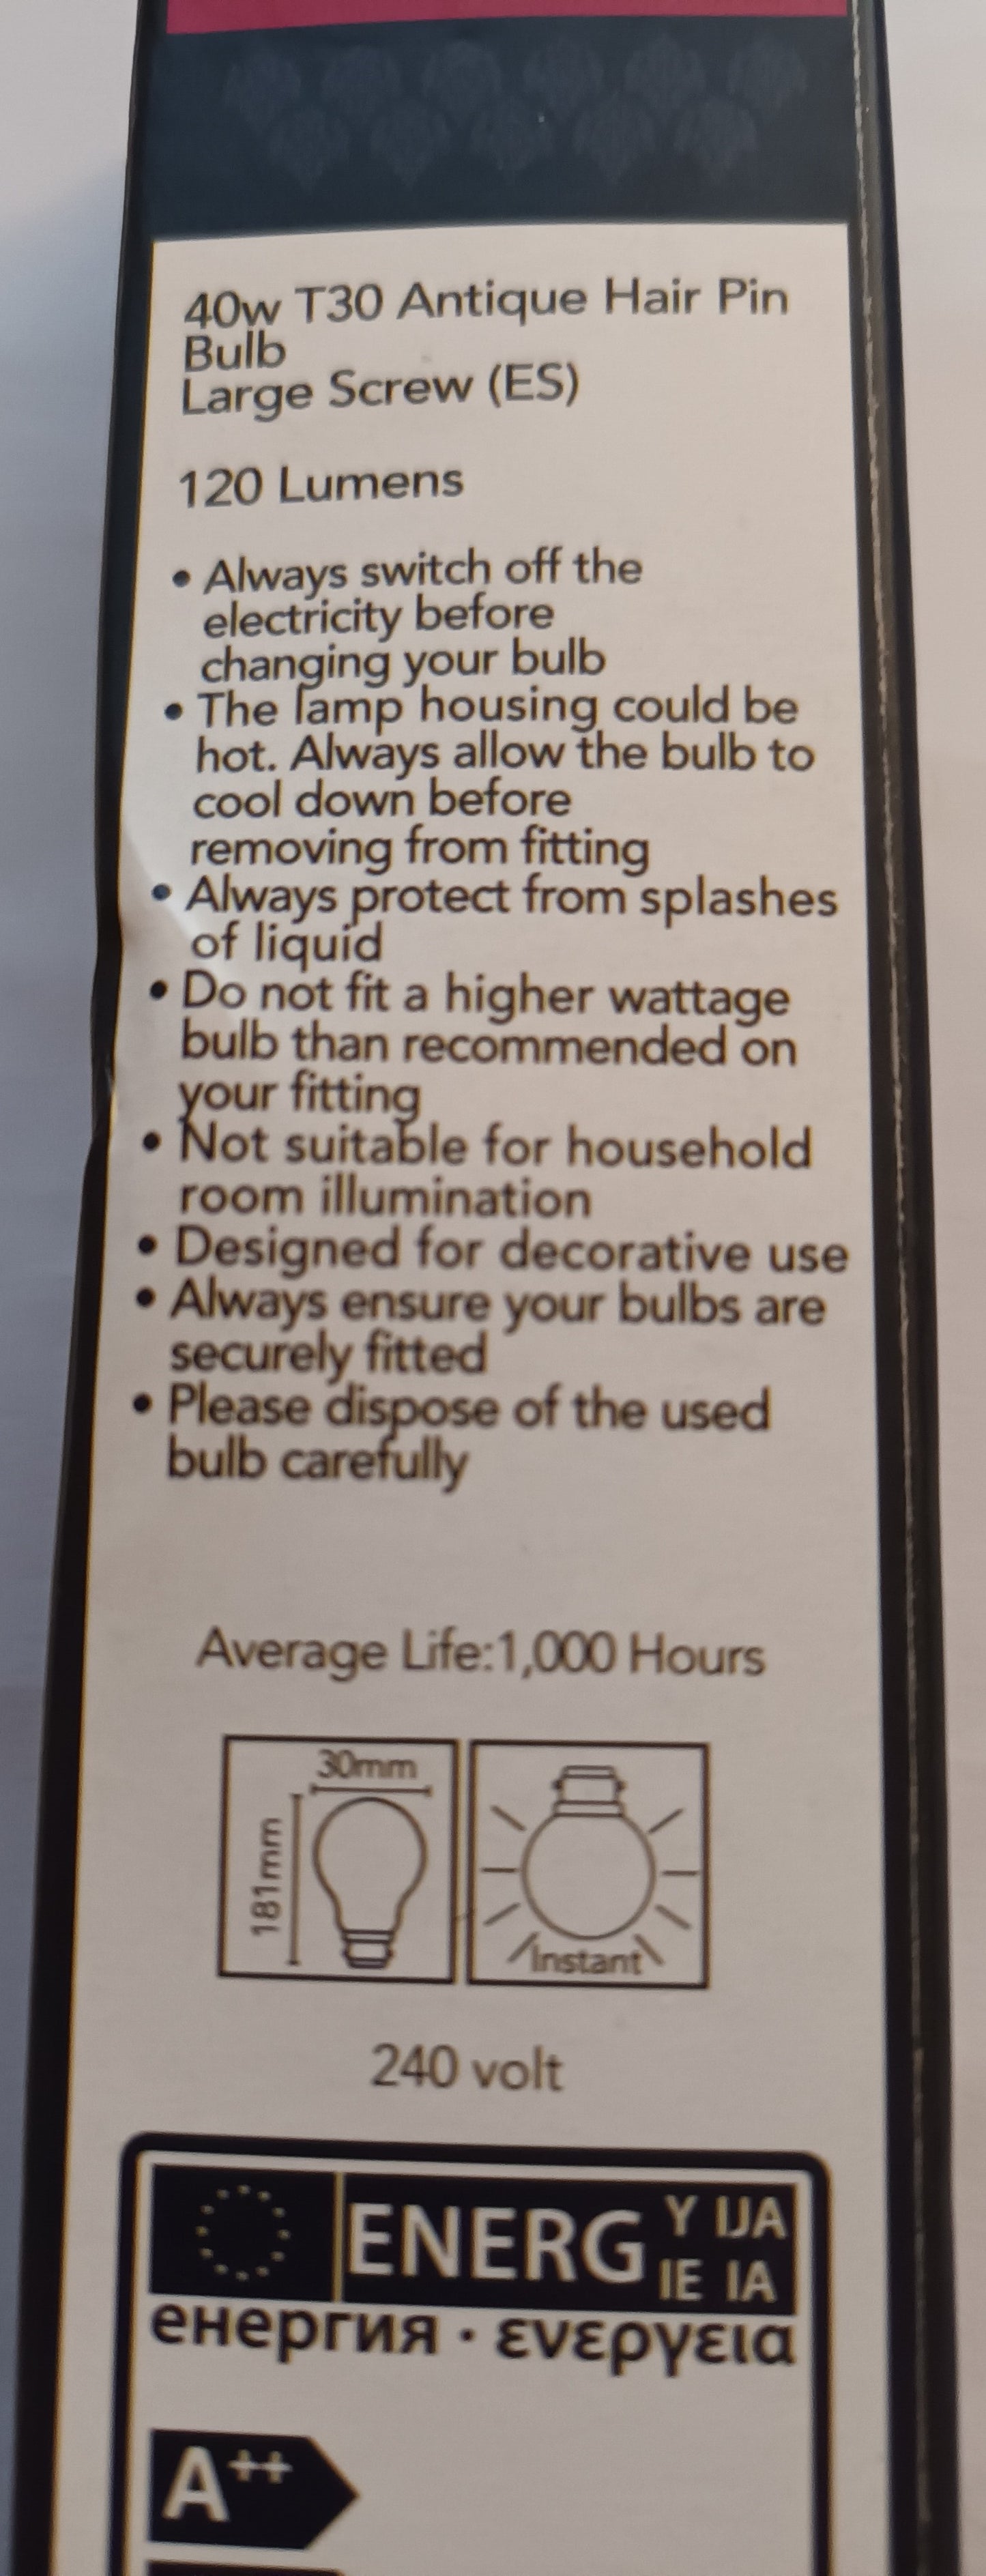 40w T30 Antique Hair Pin
Bulb
Large Screw (ES)
120 Lumens
• Always switch off the
electricity before
changing your bulb
• The lamp housing could be
hot. Always allow the bulb to
cool down before
removing from fitting
• Always protect from splashes
of liquid
• Do not fit a higher wattage
bulb than recommended on
your fitting
• Not suitable for household
room illumination
• Designed for decorative use
• Always ensure your bulbs are
securely fitted
• Please dispose of the used
bulb carefully
Average Life:1,000 Hours
30mm
181mm
Instant
240 volt
ENERG Y IJA
IE IA
енергия · ενεργεια
A++